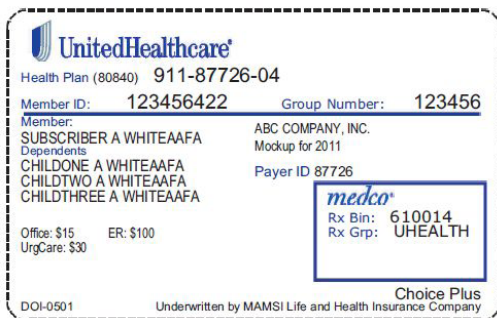 UnitedHealthcare®
Health Plan (80840) 911-87726-04
Member ID: 123456422 Group Number: 123456
Member:
SUBSCRIBER A WHITEAAFA
Dependents
CHILDONE A WHITEAAFA
CHILDTWO A WHITEAAFA
CHILDTHREE A WHITEAAFA
ABC COMPANY, INC.
Mockup for 2011
Payer ID 87726
medco®
Rx Bin: 610014
Rx Grp: UHEALTH
Office: $15 ER: $100
UrgCare: $30
Choice Plus
DOI-0501 Underwritten by MAMSI Life and Health Insurance Company